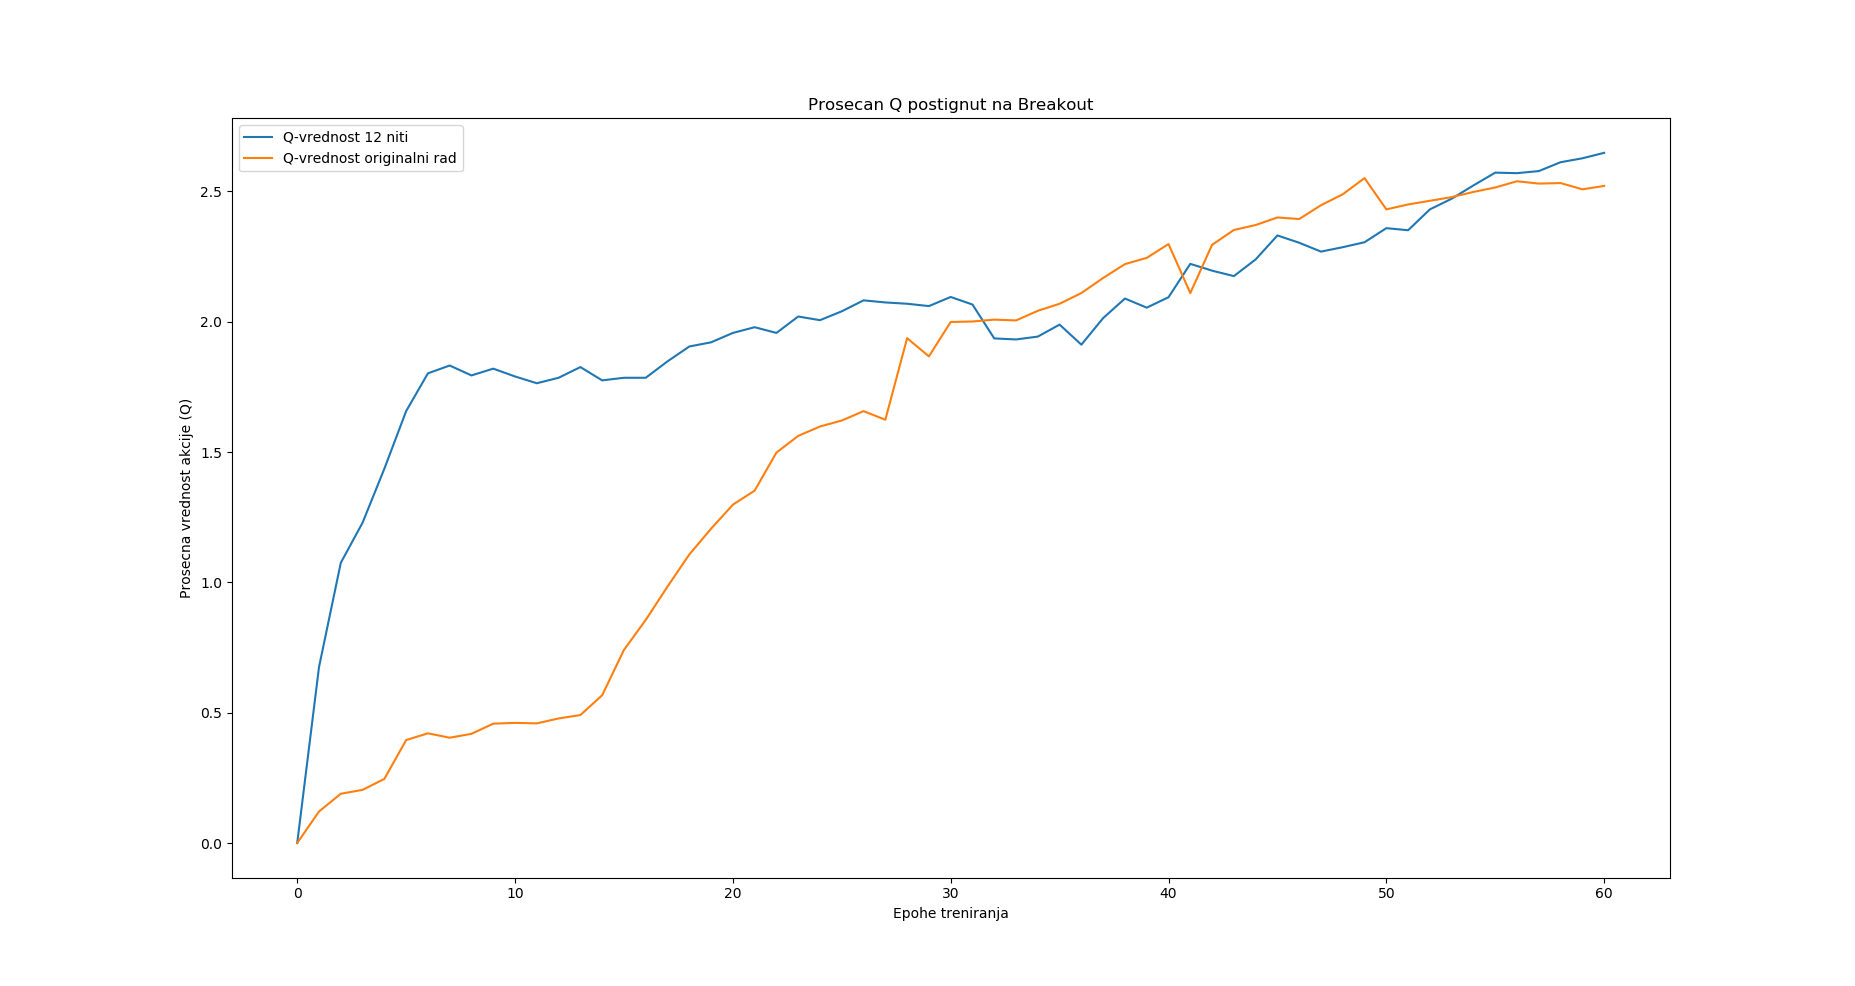 Prosecan Q postignut na Breakout
Q-vrednost 12 niti
Q-vrednost originalni rad
Prosecna vrednost akcije (Q)
2.5
2.0
1.5
1.0
0.5
0.0
0 10 20 30 40 50 60
Epohe treniranja